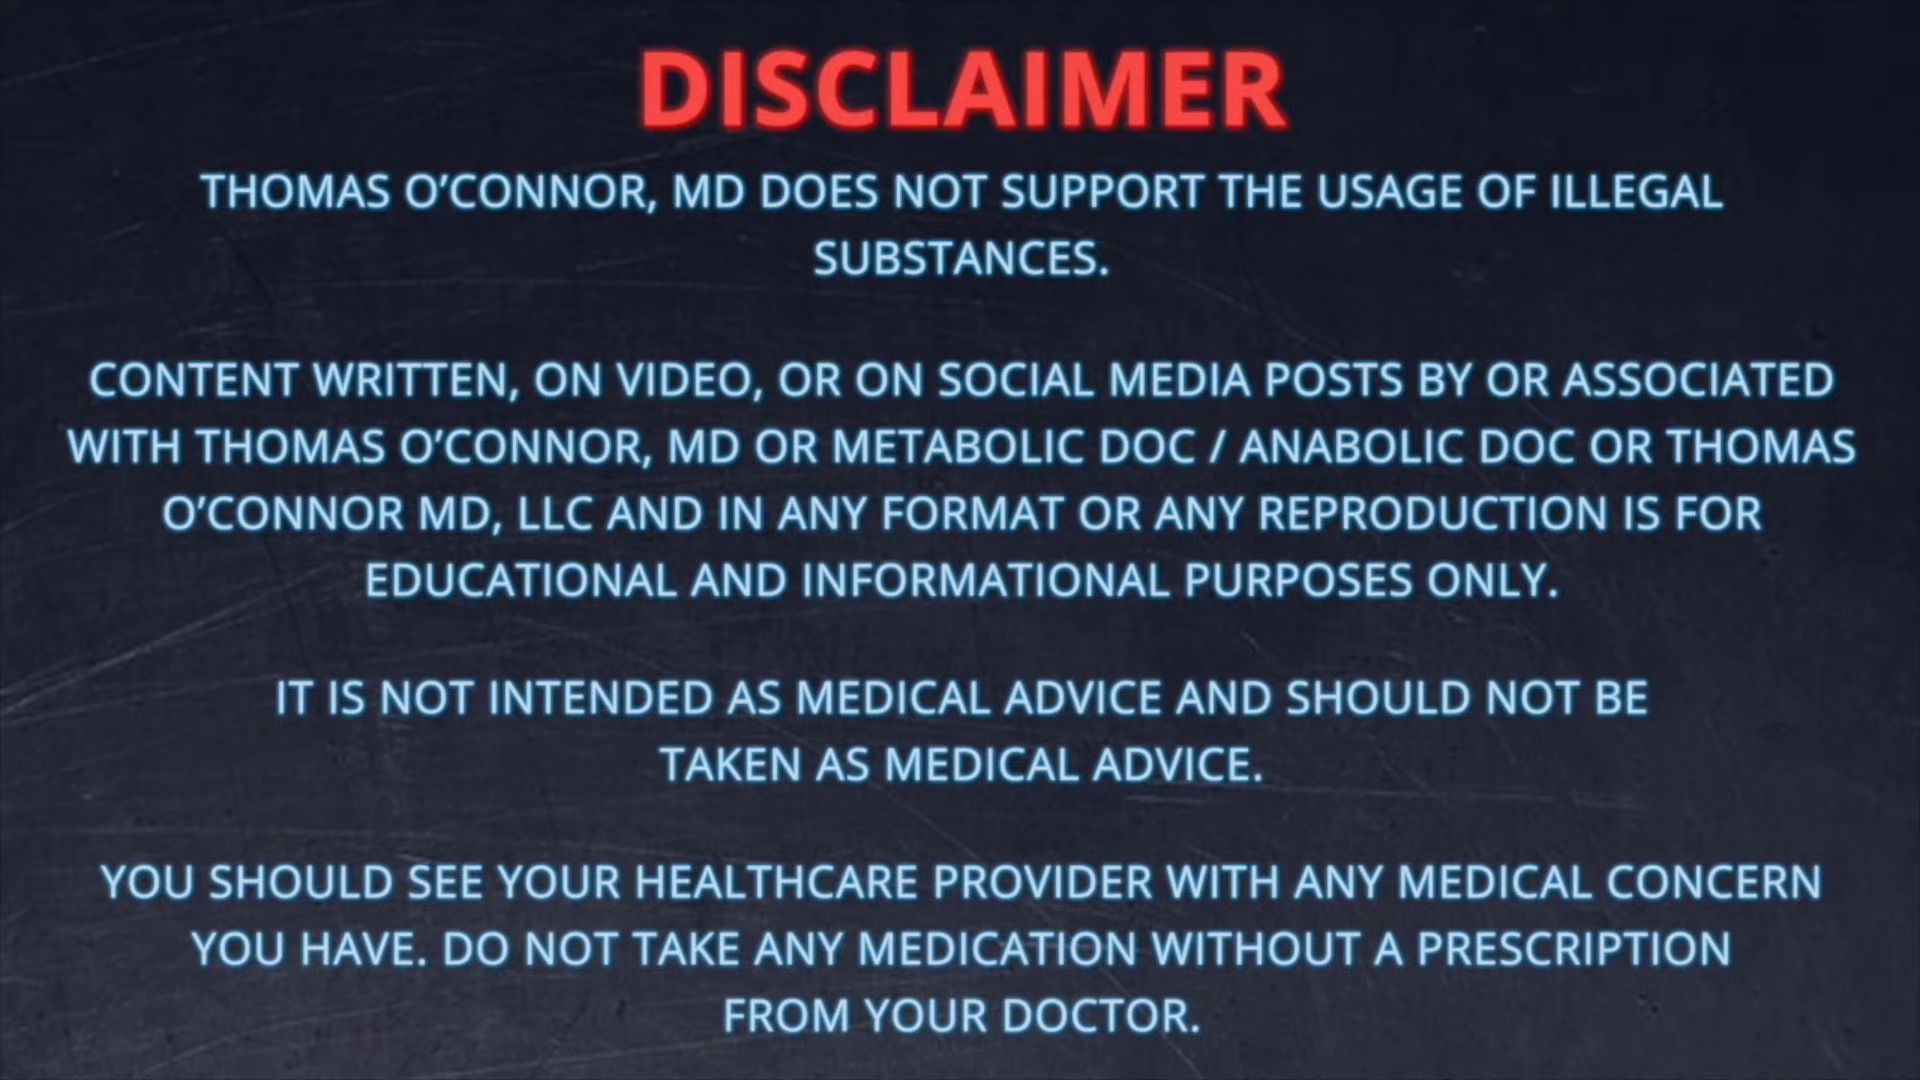 DISCLAIMER
THOMAS O’CONNOR, MD DOES NOT SUPPORT THE USAGE OF ILLEGAL
SUBSTANCES.
CONTENT WRITTEN, ON VIDEO, OR ON SOCIAL MEDIA POSTS BY OR ASSOCIATED
WITH THOMAS O’CONNOR, MD OR METABOLIC DOC / ANABOLIC DOC OR THOMAS
O’CONNOR MD, LLC AND IN ANY FORMAT OR ANY REPRODUCTION IS FOR
EDUCATIONAL AND INFORMATIONAL PURPOSES ONLY.
IT IS NOT INTENDED AS MEDICAL ADVICE AND SHOULD NOT BE
TAKEN AS MEDICAL ADVICE.
YOU SHOULD SEE YOUR HEALTHCARE PROVIDER WITH ANY MEDICAL CONCERN
YOU HAVE. DO NOT TAKE ANY MEDICATION WITHOUT A PRESCRIPTION
FROM YOUR DOCTOR.